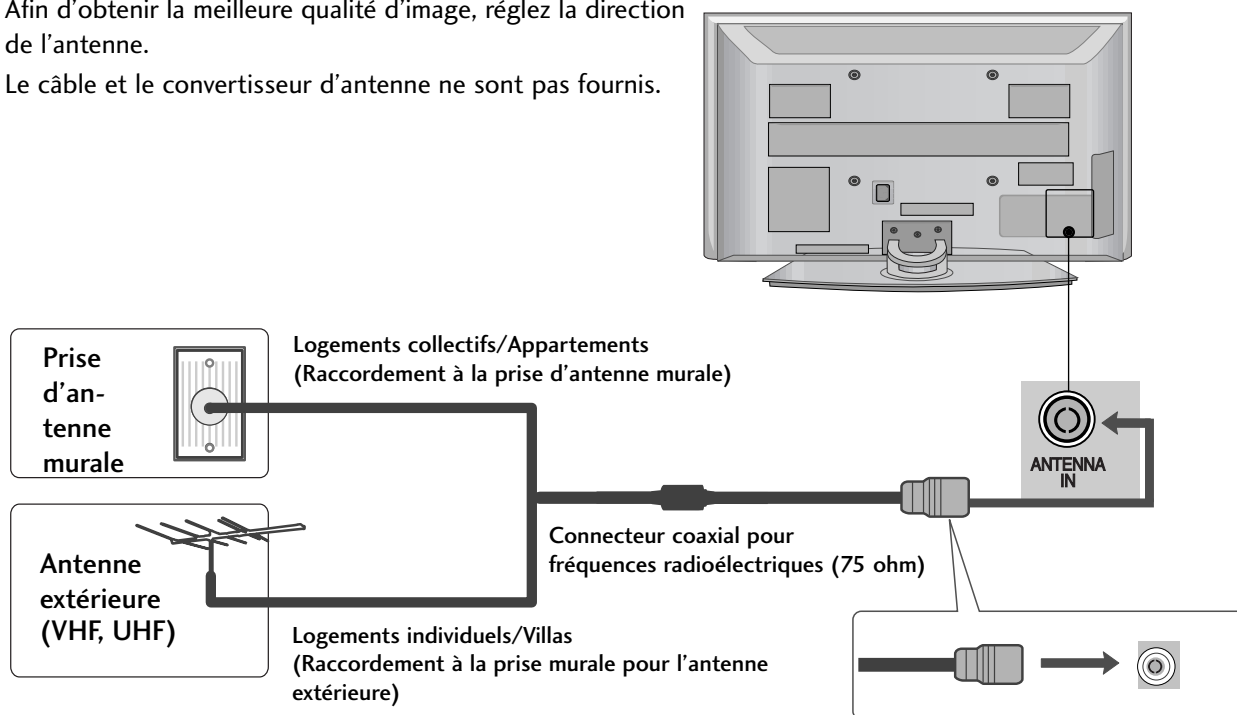 Afin d'obtenir la meilleure qualité d'image, réglez la direction
de l'antenne.
Le câble et le convertisseur d'antenne ne sont pas fournis.
Prise
d'an-
tenne
murale
Logements collectifs/Appartements
(Raccordement à la prise d'antenne murale)
ANTENNA
IN
Antenne
extérieure
(VHF, UHF)
Connecteur coaxial pour
fréquences radioélectriques (75 ohm)
Logements individuels/Villas
(Raccordement à la prise murale pour l'antenne
extérieure)